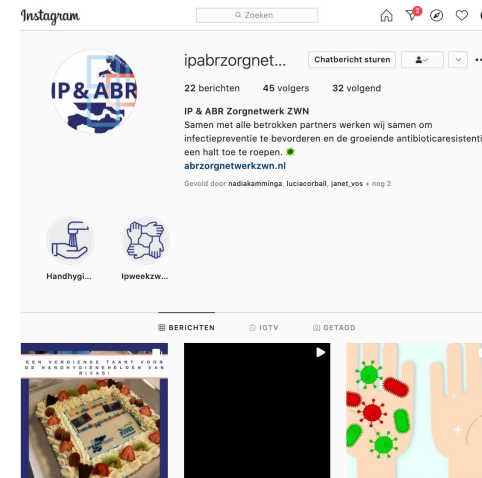 Instagram
Zoeken
2
ipabrzorgnet...
Chatbericht sturen
22 berichten 45 volgers 32 volgend
IP & ABR
IP & ABR Zorgnetwerk ZWN
Samen met alle betrokken partners werken wij samen om
infectiepreventie te bevorderen en de groeiende antibioticaresistenti
een halt toe te roepen.
abrzorgnetwerkzwn.nl
Gevold door nadiakamminga, luciacorball, janet_vos + nog 2
Handhygi... Ipweekzw...
BERICHTEN IGTV GETAGD
EEN VERDIENDE TAART VOOR
DE HANDHYGIËNEHELDEN VAN
RIVAS!